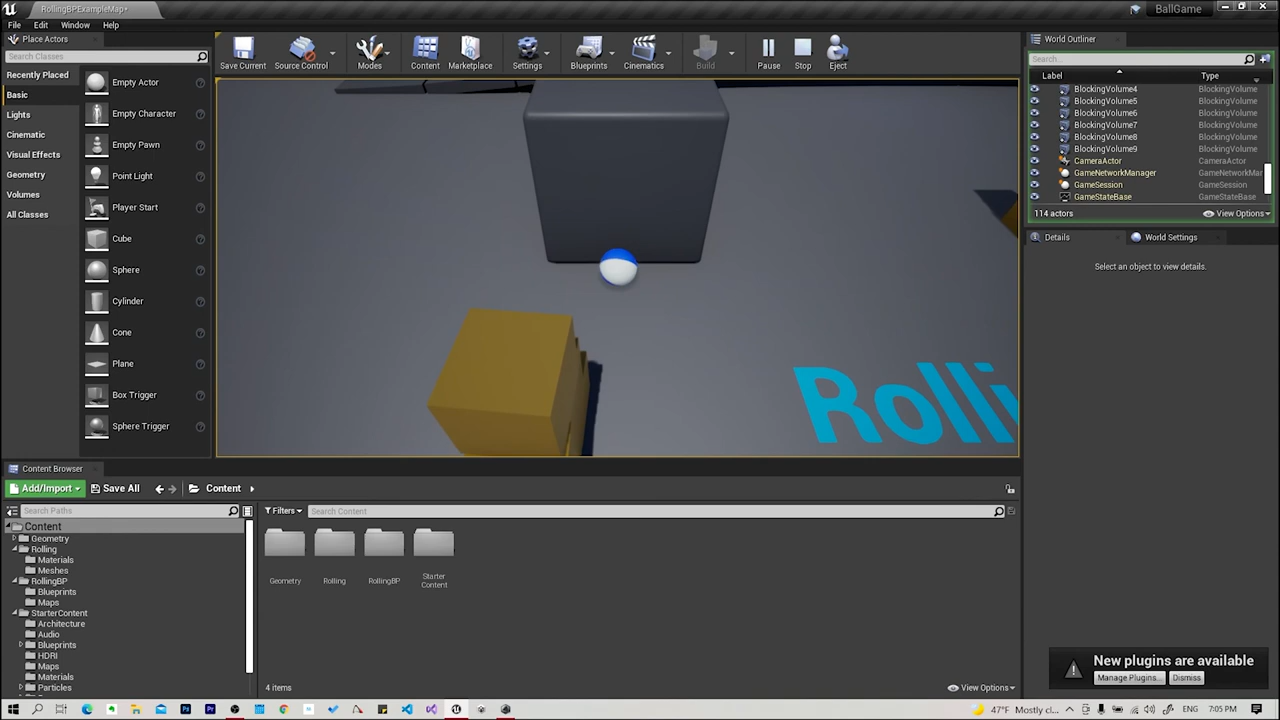 RollingBPExampleMap*
BallGame
File Edit Window Help
Place Actors
Search Classes
Recently Placed
Basic
Lights
Cinematic
Visual Effects
Geometry
Volumes
All Classes
Empty Actor
Empty Character
Empty Pawn
Point Light
Player Start
Cube
Sphere
Cylinder
Cone
Plane
Box Trigger
Sphere Trigger
Save Current
Source Control
Modes
Content
Marketplace
Settings
Blueprints
Cinematics
Build
Pause
Stop
Eject
Rolli
World Outliner
Search...
Label Type
BlockingVolume4 BlockingVolume
BlockingVolume5 BlockingVolume
BlockingVolume6 BlockingVolume
BlockingVolume7 BlockingVolume
BlockingVolume8 BlockingVolume
BlockingVolume9 BlockingVolume
CameraActor CameraActor
GameNetworkManager GameNetworkMar
GameSession GameSession
GameStateBase GameStateBase
114 actors View Options
Details World Settings
Select an object to view details.
Content Browser
Add/Import Save All Content
Search Paths
Content
Geometry
Rolling
Materials
Meshes
RollingBP
Blueprints
Maps
StarterContent
Architecture
Audio
Blueprints
HDRI
Maps
Materials
Particles
Filters Search Content
Geometry
Rolling
RollingBP
Starter
Content
4 items View Options
New plugins are available
Manage Plugins... Dismiss
47°F Mostly cl... 7:05 PM